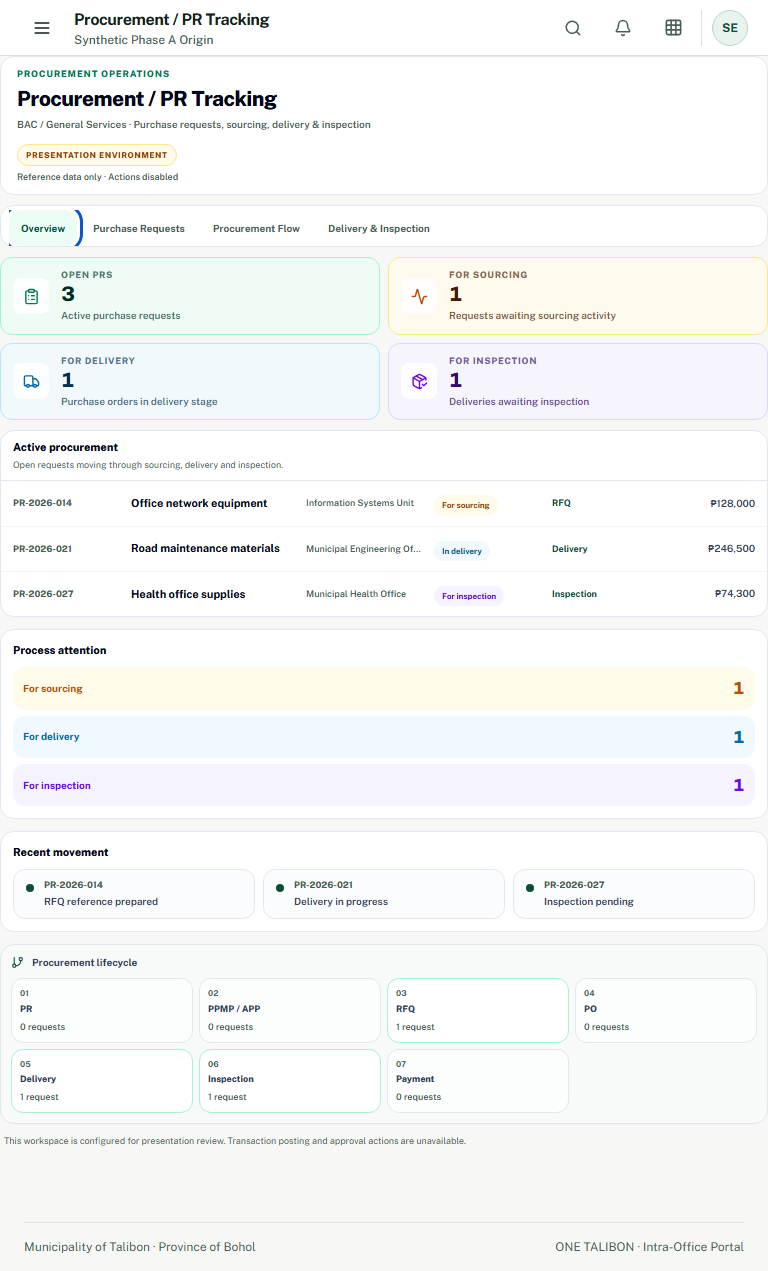 Procurement / PR Tracking
Synthetic Phase A Origin
SE
PROCUREMENT OPERATIONS
Procurement / PR Tracking
BAC / General Services · Purchase requests, sourcing, delivery & inspection
PRESENTATION ENVIRONMENT
Reference data only · Actions disabled
Overview Purchase Requests Procurement Flow Delivery & Inspection
OPEN PRS
3
Active purchase requests
FOR SOURCING
1
Requests awaiting sourcing activity
FOR DELIVERY
1
Purchase orders in delivery stage
FOR INSPECTION
1
Deliveries awaiting inspection
Active procurement
Open requests moving through sourcing, delivery and inspection.
PR-2026-014 Office network equipment Information Systems Unit For sourcing RFQ ₱128,000
PR-2026-021 Road maintenance materials Municipal Engineering Of... In delivery Delivery ₱246,500
PR-2026-027 Health office supplies Municipal Health Office For inspection Inspection ₱74,300
Process attention
For sourcing 1
For delivery 1
For inspection 1
Recent movement
PR-2026-014
RFQ reference prepared
PR-2026-021
Delivery in progress
PR-2026-027
Inspection pending
Procurement lifecycle
01
PR
0 requests
02
PPMP / APP
0 requests
03
RFQ
1 request
04
PO
0 requests
05
Delivery
1 request
06
Inspection
1 request
07
Payment
0 requests
This workspace is configured for presentation review. Transaction posting and approval actions are unavailable.
Municipality of Talibon · Province of Bohol
ONE TALIBON · Intra-Office Portal